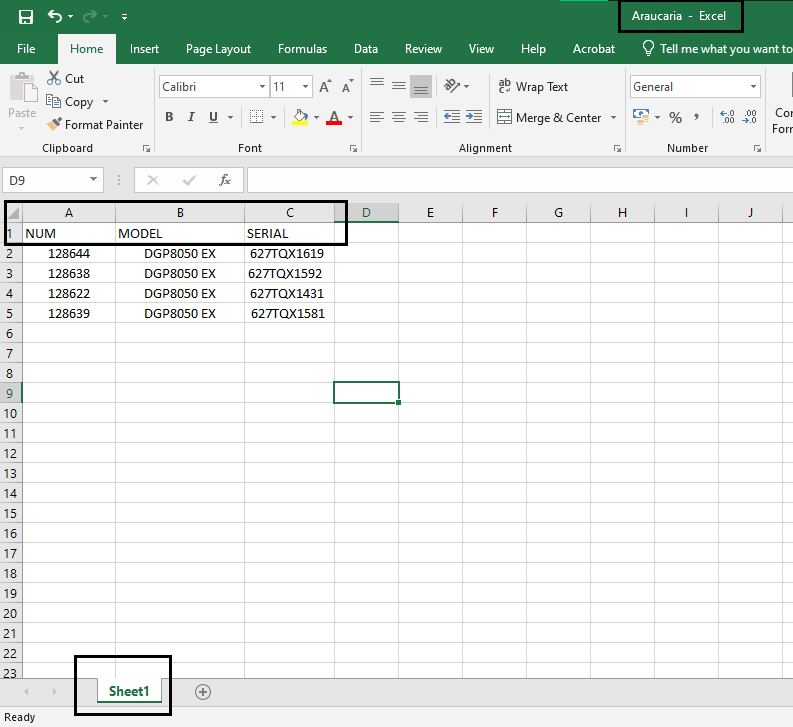 Araucaria - Excel
File Home Insert Page Layout Formulas Data Review View Help Acrobat Tell me what you want to
Paste
Cut
Copy
Format Painter
Clipboard
Calibri 11 A A
B I U A
Font
ab Wrap Text
Merge & Center
Alignment
General
% , .00 .00
Number
D9 fx
A B C D E F G H I J
1 NUM MODEL SERIAL
2 128644 DGP8050 EX 627TQX1619
3 128638 DGP8050 EX 627TQX1592
4 128622 DGP8050 EX 627TQX1431
5 128639 DGP8050 EX 627TQX1581
6
7
8
9
10
11
12
13
14
15
16
17
18
19
20
21
22
23
Sheet1
Ready